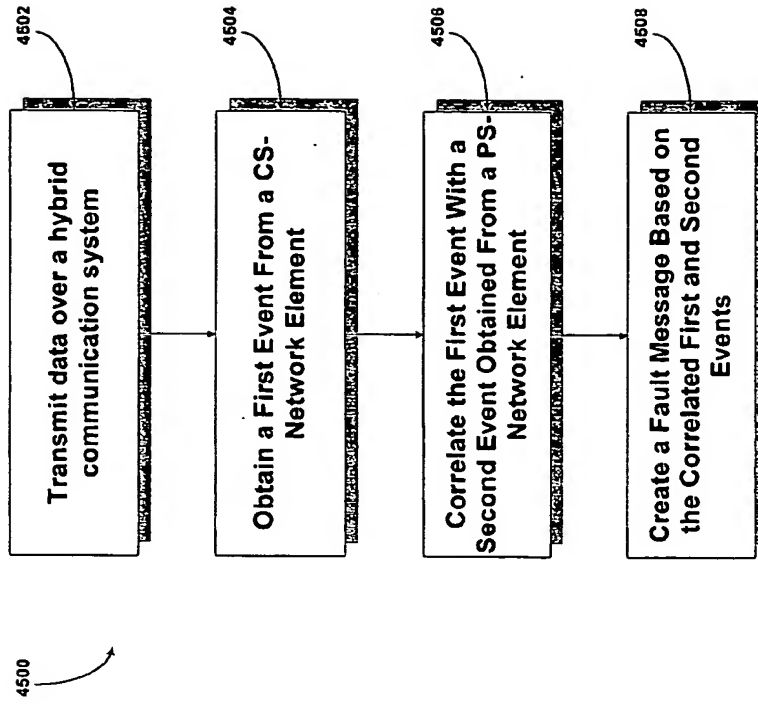 4500
4502
Transmit data over a hybrid
communication system
4504
Obtain a First Event From a CS-
Network Element
4506
Correlate the First Event With a
Second Event Obtained From a PS-
Network Element
4508
Create a Fault Message Based on
the Correlated First and Second
Events